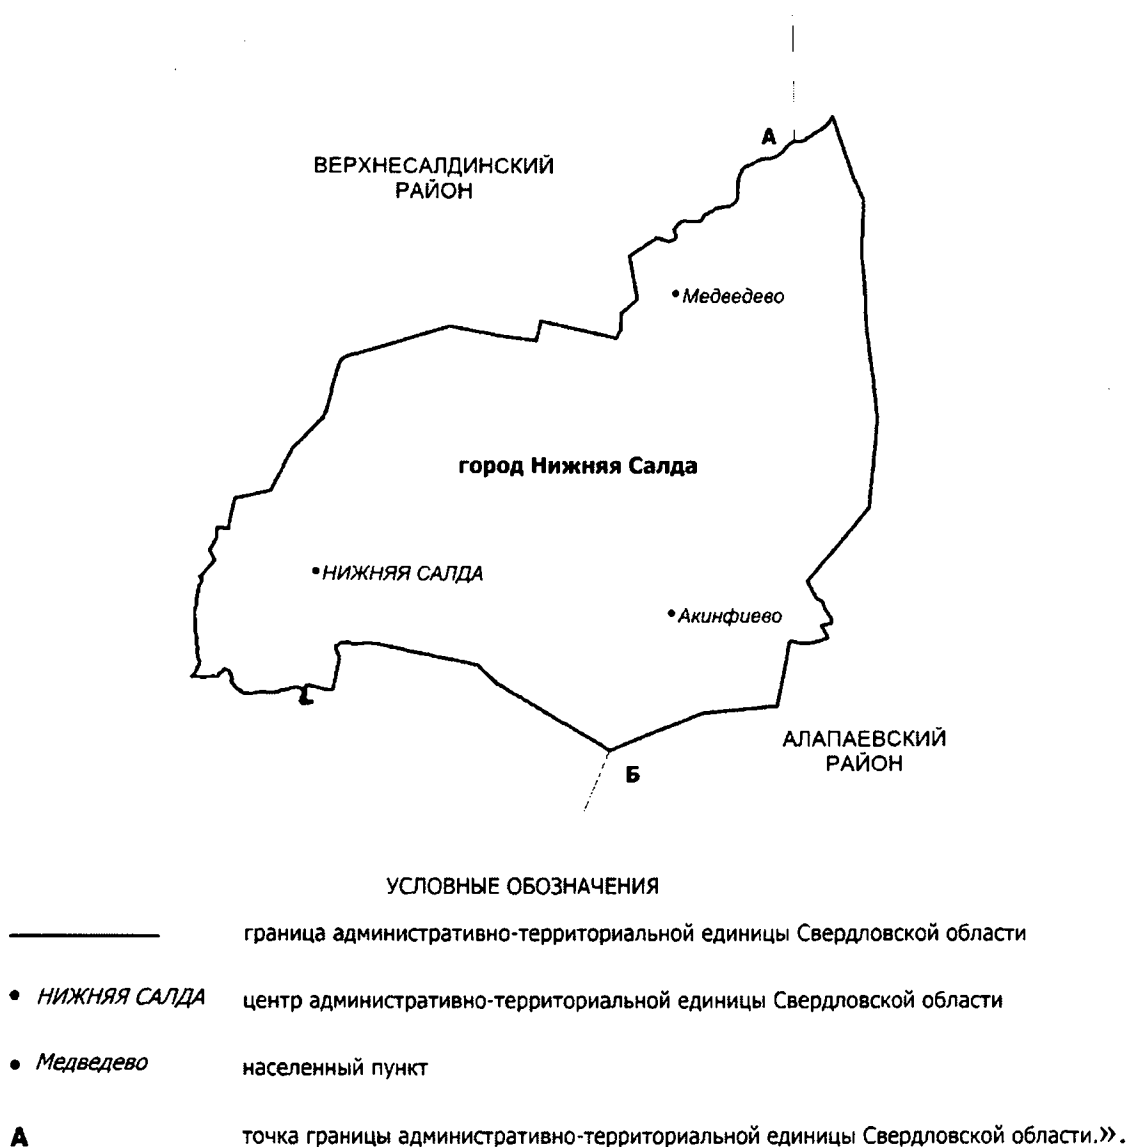 А
ВЕРХНЕСАЛДИНСКИЙ
РАЙОН
Медведево
город Нижняя Салда
НИЖНЯЯ САЛДА
Акинфиево
АЛАПАЕВСКИЙ
РАЙОН
Б
УСЛОВНЫЕ ОБОЗНАЧЕНИЯ
граница административно-территориальной единицы Свердловской области
НИЖНЯЯ САЛДА центр административно-территориальной единицы Свердловской области
Медведево населенный пункт
А точка границы административно-территориальной единицы Свердловской области.».